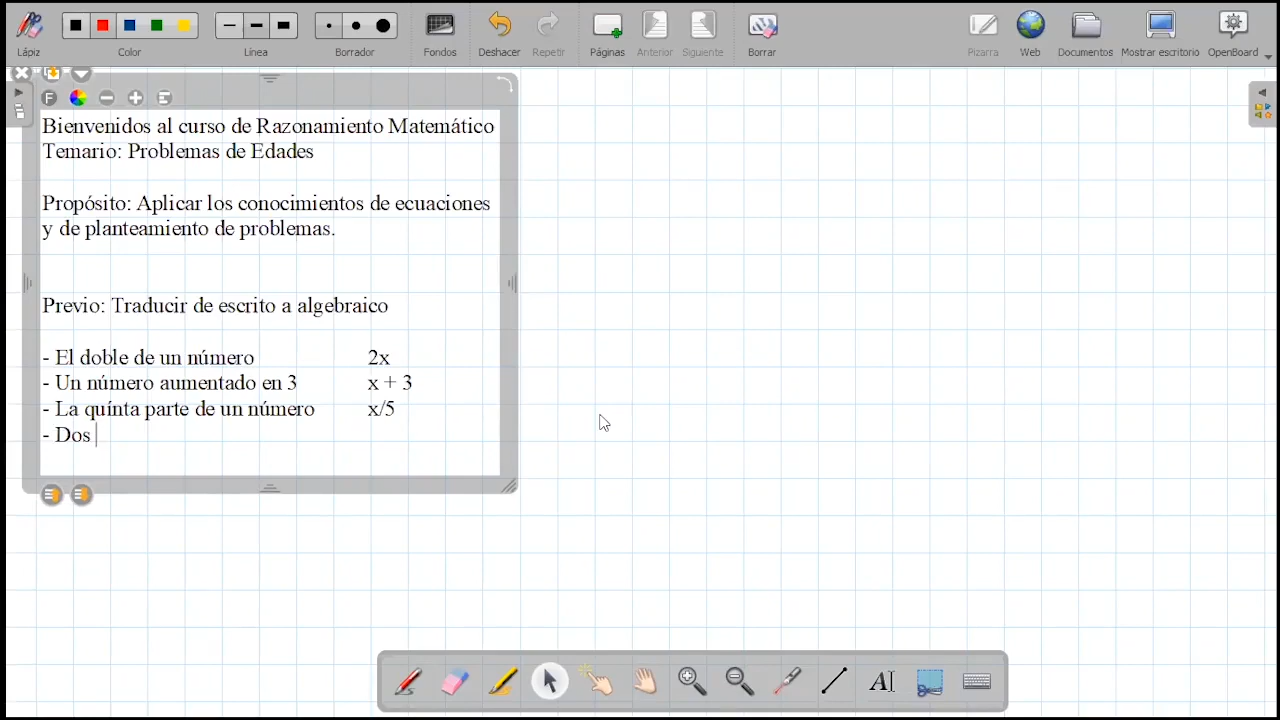 Lápiz
Color
Línea
Borrador
Fondos
Deshacer
Repetir
Páginas
Anterior
Siguiente
Borrar
Pizarra
Web
Documentos
Mostrar escritorio
OpenBoard
F
Bienvenidos al curso de Razonamiento Matemático
Temario: Problemas de Edades
Propósito: Aplicar los conocimientos de ecuaciones
y de planteamiento de problemas.
Previo: Traducir de escrito a algebraico
- El doble de un número 2x
- Un número aumentado en 3 x + 3
- La quínta parte de un número x/5
- Dos
AI